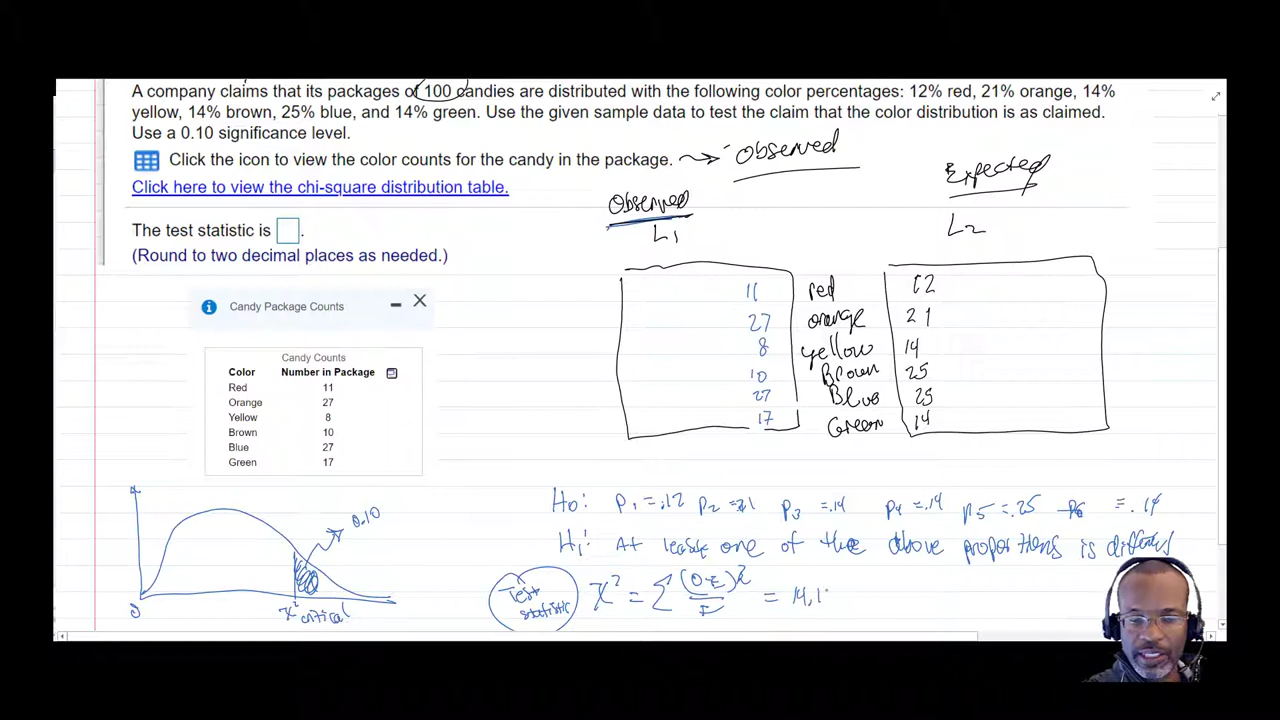 A company claims that its packages of 100 candies are distributed with the following color percentages: 12% red, 21% orange, 14%
yellow, 14% brown, 25% blue, and 14% green. Use the given sample data to test the claim that the color distribution is as claimed.
Use a 0.10 significance level.
Click the icon to view the color counts for the candy in the package. → Observed
Click here to view the chi-square distribution table.
Observed Expected
L1 L2
The test statistic is .
(Round to two decimal places as needed.)
Candy Package Counts
Candy Counts
Color Number in Package
Red 11
Orange 27
Yellow 8
Brown 10
Blue 27
Green 17
11 red 12
27 orange 21
8 yellow 14
10 Brown 25
27 Blue 25
17 Green 14
0.10
0 X² critical
H0: P1 = .12 P2 = .21 P3 = .14 P4 = .14 P5 = .25 P6 = .14
H1: At least one of the above proportions is different
Test statistic X² = Σ (O-E)² / E = 14.1